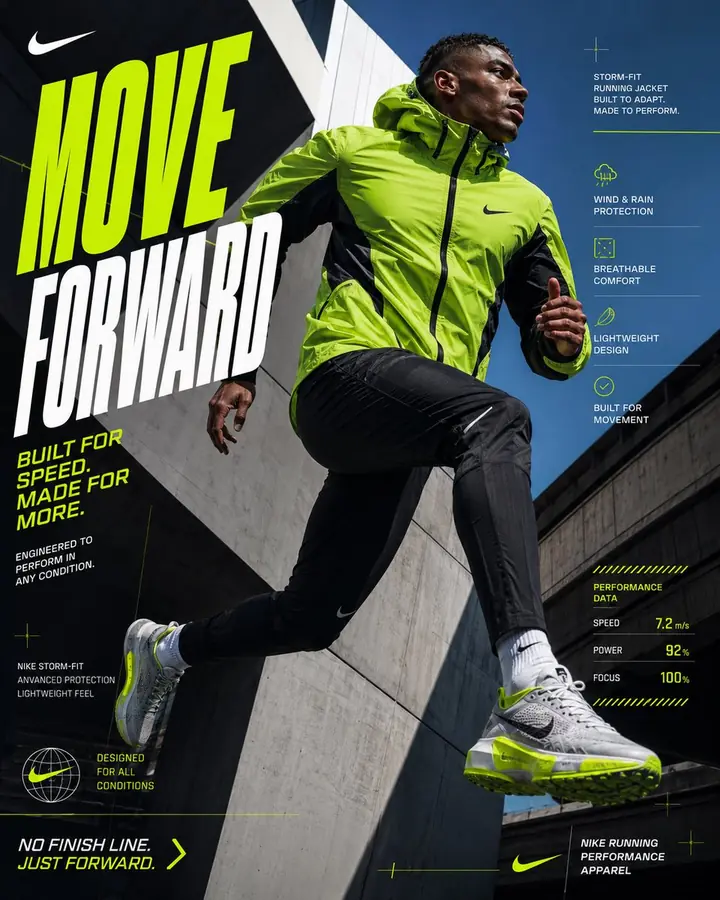 MOVE
FORWARD
BUILT FOR
SPEED.
MADE FOR
MORE.
ENGINEERED TO
PERFORM IN
ANY CONDITION.
NIKE STORM-FIT
ANVANCED PROTECTION
LIGHTWEIGHT FEEL
DESIGNED
FOR ALL
CONDITIONS
NO FINISH LINE.
JUST FORWARD.
STORM-FIT
RUNNING JACKET
BUILT TO ADAPT.
MADE TO PERFORM.
WIND & RAIN
PROTECTION
BREATHABLE
COMFORT
LIGHTWEIGHT
DESIGN
BUILT FOR
MOVEMENT
PERFORMANCE
DATA
SPEED 7.2 m/s
POWER 92%
FOCUS 100%
NIKE RUNNING
PERFORMANCE
APPAREL